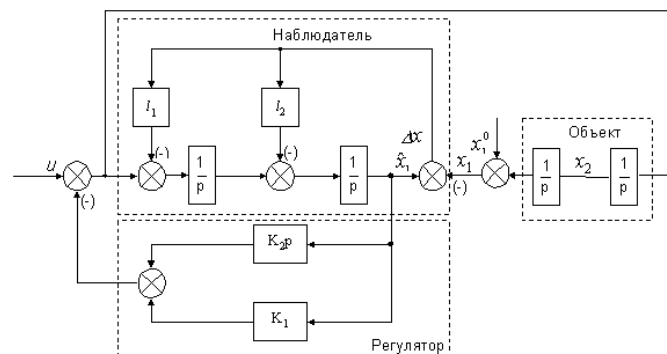 Наблюдатель
l₁
l₂
(-)
(-)
1
p
1
p
u
(-)
Δx
x̂₁
x₁
(-)
x₁⁰
Объект
1
p
x₂
1
p
K₂p
K₁
Регулятор